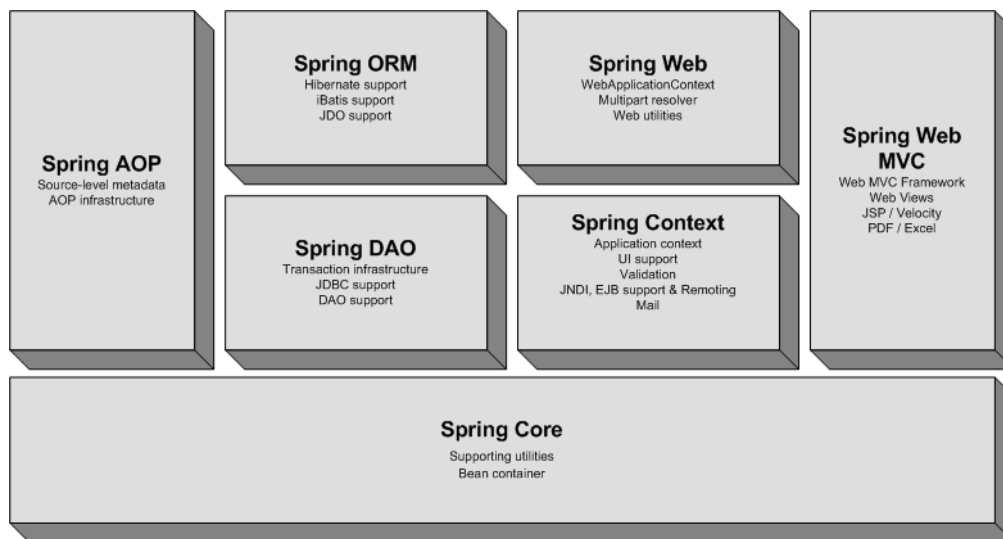 Spring AOP
Source-level metadata
AOP infrastructure
Spring ORM
Hibernate support
iBatis support
JDO support
Spring DAO
Transaction infrastructure
JDBC support
DAO support
Spring Web
WebApplicationContext
Multipart resolver
Web utilities
Spring Context
Application context
UI support
Validation
JNDI, EJB support & Remoting
Mail
Spring Web
MVC
Web MVC Framework
Web Views
JSP / Velocity
PDF / Excel
Spring Core
Supporting utilities
Bean container